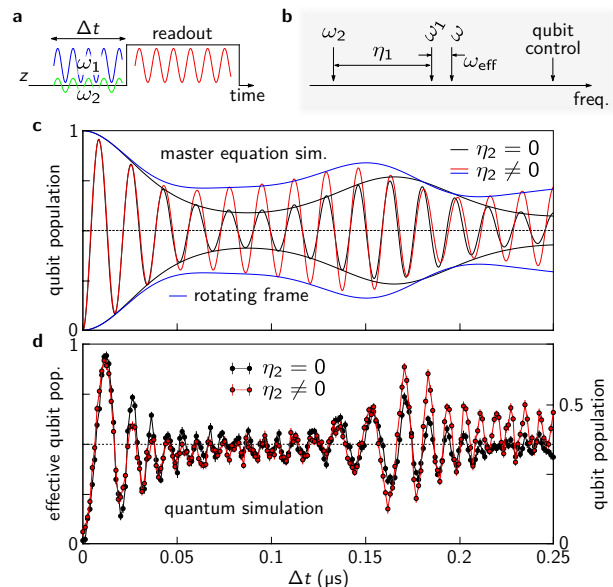 a
Δt
readout
ω₁
ω₂
z
time
b
ω₂
η₁
ω₁
ω
ω_eff
qubit
control
freq.
c
1
master equation sim.
η₂ = 0
η₂ ≠ 0
qubit population
rotating frame
0
d
1
effective qubit pop.
η₂ = 0
η₂ ≠ 0
quantum simulation
0.5
0
qubit population
0
0 0.05 0.1 0.15 0.2 0.25
Δt (µs)